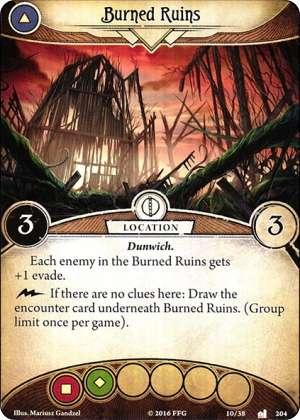 Burned Ruins
3
LOCATION
3
Dunwich.
Each enemy in the Burned Ruins gets
+1 evade.
If there are no clues here: Draw the
encounter card underneath Burned Ruins. (Group
limit once per game).
Illus. Mariusz Gandzel
© 2016 FFG
10/38
204